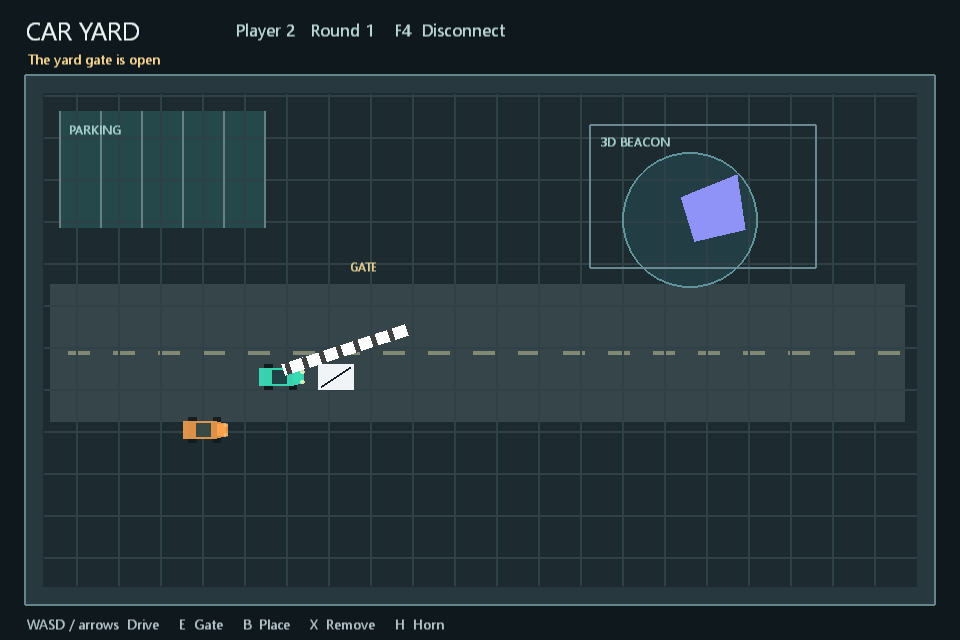 CAR YARD
Player 2 Round 1 F4 Disconnect
The yard gate is open
PARKING
3D BEACON
GATE
WASD / arrows Drive E Gate B Place X Remove H Horn